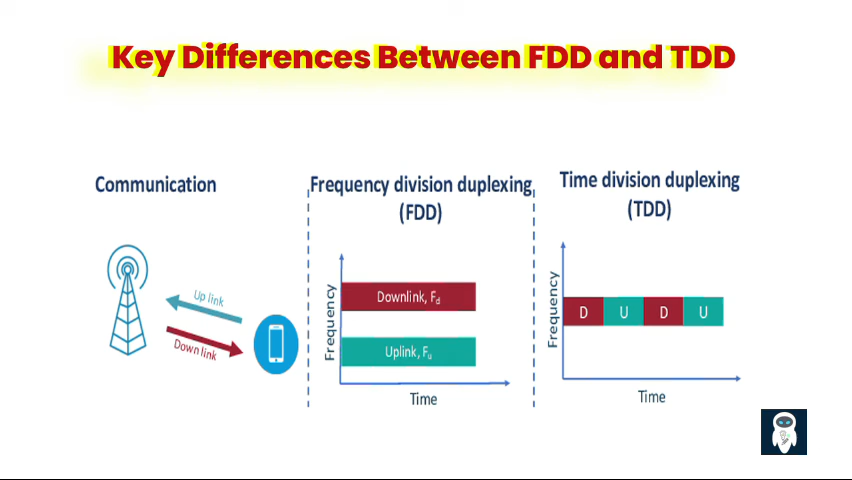 Key Differences Between FDD and TDD
Communication
Up link
Down link
Frequency division duplexing
(FDD)
Frequency
Downlink, Fd
Uplink, Fu
Time
Time division duplexing
(TDD)
Frequency
D U D U
Time